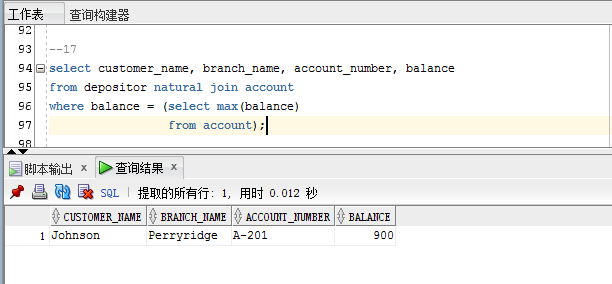 工作表 查询构建器
92
93 --17
94 select customer_name, branch_name, account_number, balance
95 from depositor natural join account
96 where balance = (select max(balance)
97 from account);
98
脚本输出 x 查询结果 x
SQL | 提取的所有行: 1, 用时 0.012 秒
CUSTOMER_NAME BRANCH_NAME ACCOUNT_NUMBER BALANCE
1 Johnson Perryridge A-201 900